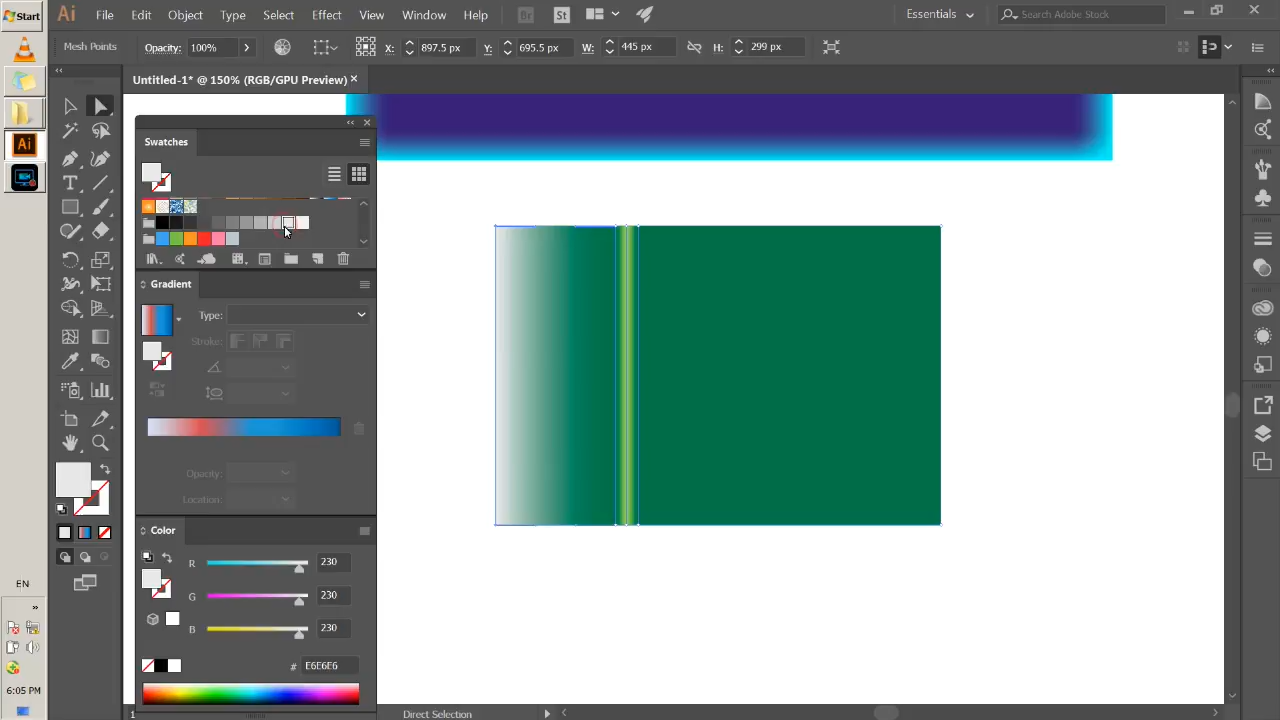 Start
Ai
File Edit Object Type Select Effect View Window Help
Br
St
Essentials
Search Adobe Stock
Mesh Points
Opacity: 100%
X: 897.5 px
Y: 695.5 px
W: 445 px
H: 299 px
Untitled-1* @ 150% (RGB/GPU Preview)
Ai
Swatches
Gradient
Type:
Stroke:
Opacity:
Location:
Color
R 230
G 230
B 230
# E6E6E6
EN
6:05 PM
1
Direct Selection